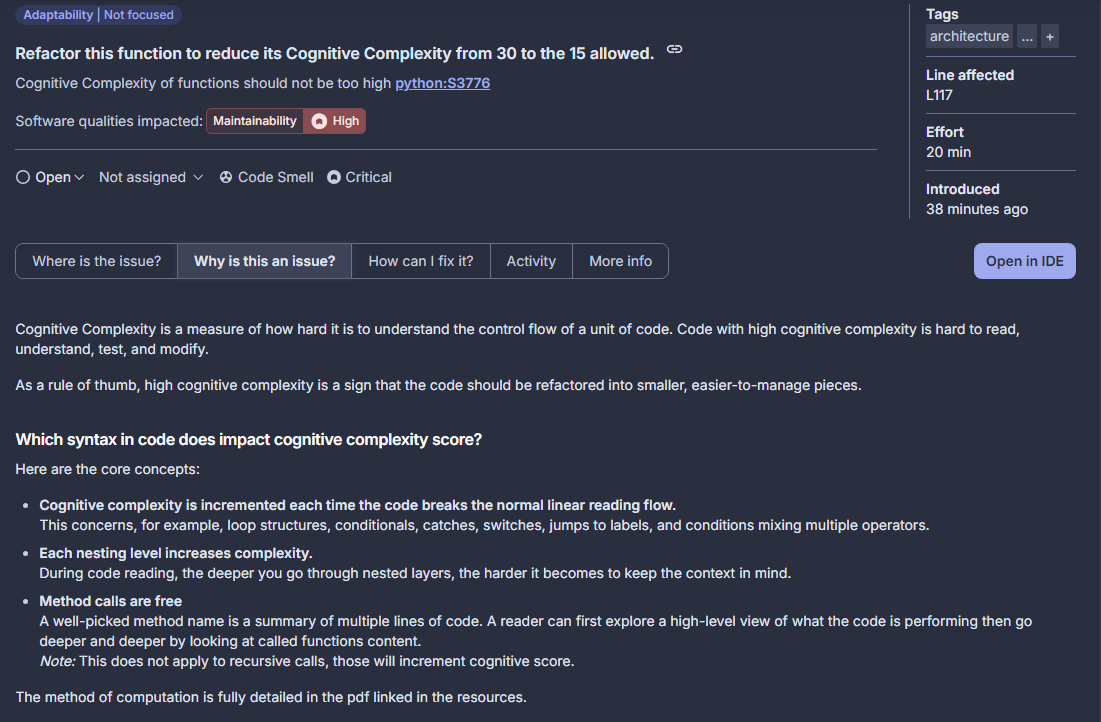 Adaptability | Not focused
Refactor this function to reduce its Cognitive Complexity from 30 to the 15 allowed.
Cognitive Complexity of functions should not be too high python:S3776
Software qualities impacted: Maintainability High
Open Not assigned Code Smell Critical
Tags
architecture ... +
Line affected
L117
Effort
20 min
Introduced
38 minutes ago
Where is the issue? Why is this an issue? How can I fix it? Activity More info Open in IDE
Cognitive Complexity is a measure of how hard it is to understand the control flow of a unit of code. Code with high cognitive complexity is hard to read,
understand, test, and modify.
As a rule of thumb, high cognitive complexity is a sign that the code should be refactored into smaller, easier-to-manage pieces.
Which syntax in code does impact cognitive complexity score?
Here are the core concepts:
• Cognitive complexity is incremented each time the code breaks the normal linear reading flow.
This concerns, for example, loop structures, conditionals, catches, switches, jumps to labels, and conditions mixing multiple operators.
• Each nesting level increases complexity.
During code reading, the deeper you go through nested layers, the harder it becomes to keep the context in mind.
• Method calls are free
A well-picked method name is a summary of multiple lines of code. A reader can first explore a high-level view of what the code is performing then go
deeper and deeper by looking at called functions content.
Note: This does not apply to recursive calls, those will increment cognitive score.
The method of computation is fully detailed in the pdf linked in the resources.